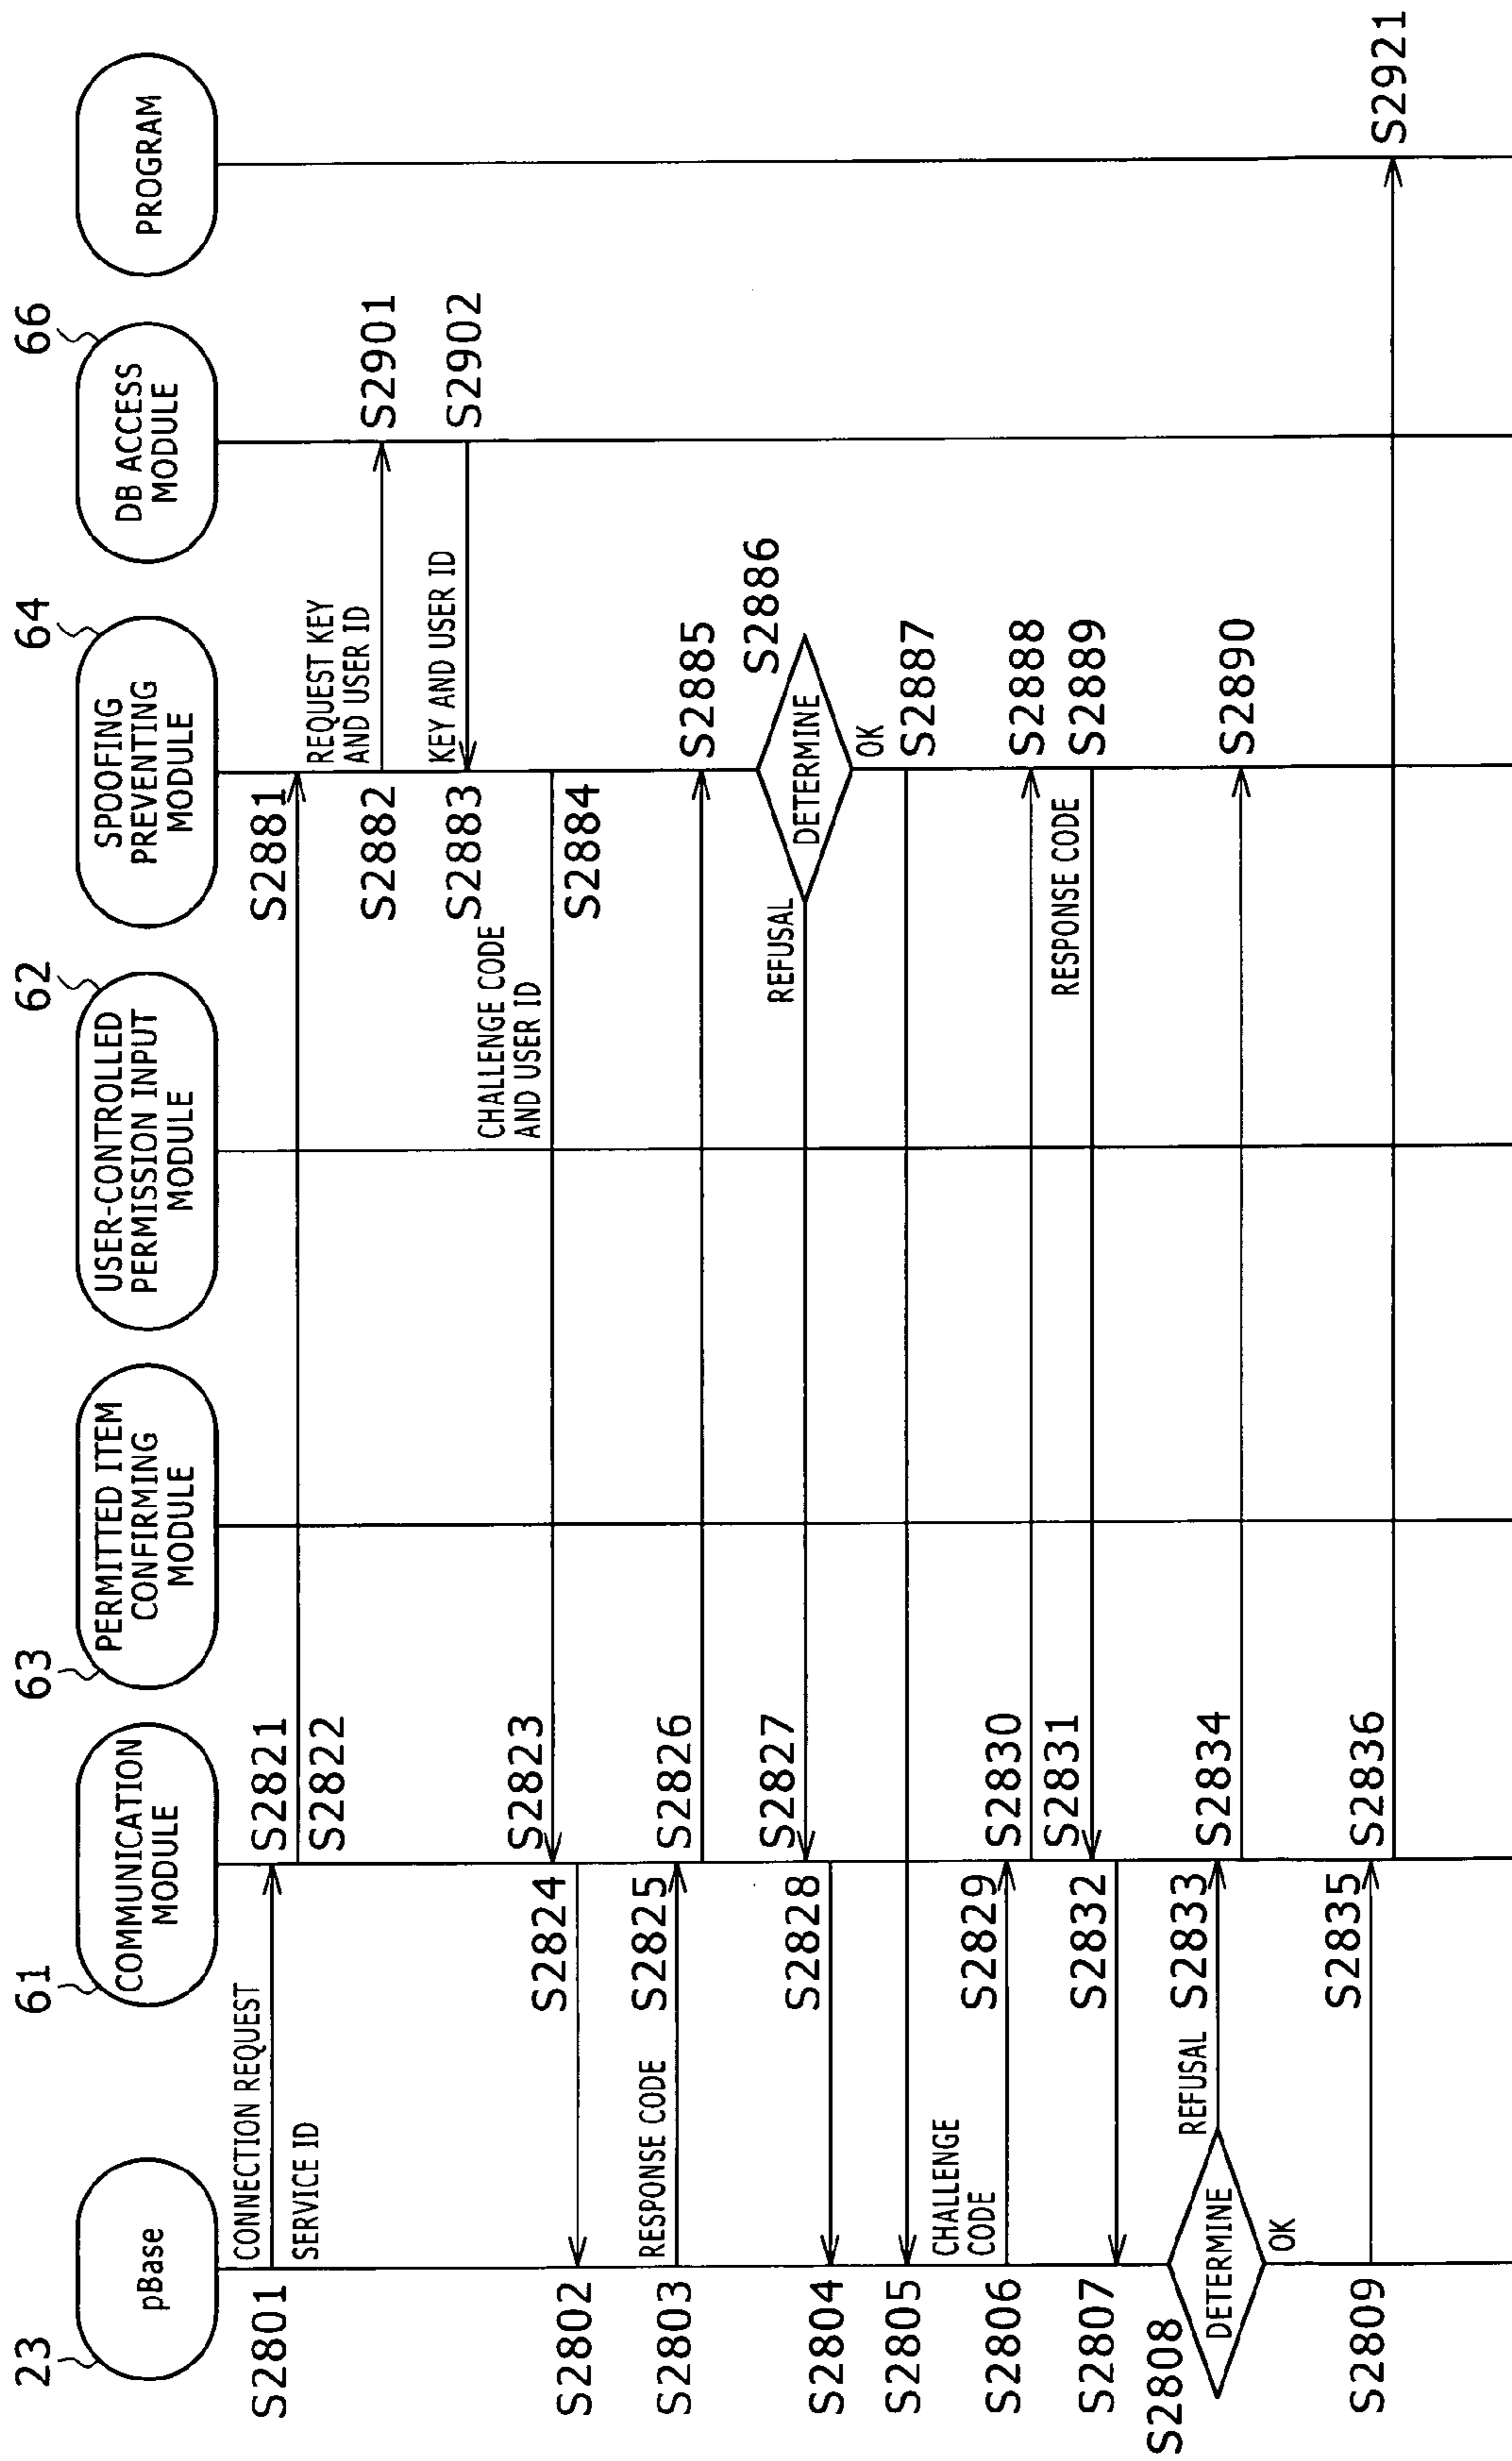 23
pBase
61
COMMUNICATION
MODULE
63
PERMITTED ITEM
CONFIRMING
MODULE
62
USER-CONTROLLED
PERMISSION INPUT
MODULE
64
SPOOFING
PREVENTING
MODULE
66
DB ACCESS
MODULE
PROGRAM
S2801
CONNECTION REQUEST
SERVICE ID
S2821
S2822
S2881
REQUEST KEY
AND USER ID
S2882
S2901
KEY AND USER ID
S2883
S2902
CHALLENGE CODE
AND USER ID
S2884
S2823
S2824
S2802
S2803
RESPONSE CODE
S2825
S2826
S2885
S2886
DETERMINE
REFUSAL
OK
S2827
S2828
S2804
S2887
S2805
S2806
CHALLENGE
CODE
S2829
S2830
S2888
RESPONSE CODE
S2889
S2831
S2832
S2807
S2808
DETERMINE
REFUSAL
OK
S2833
S2834
S2890
S2809
S2835
S2836
S2921